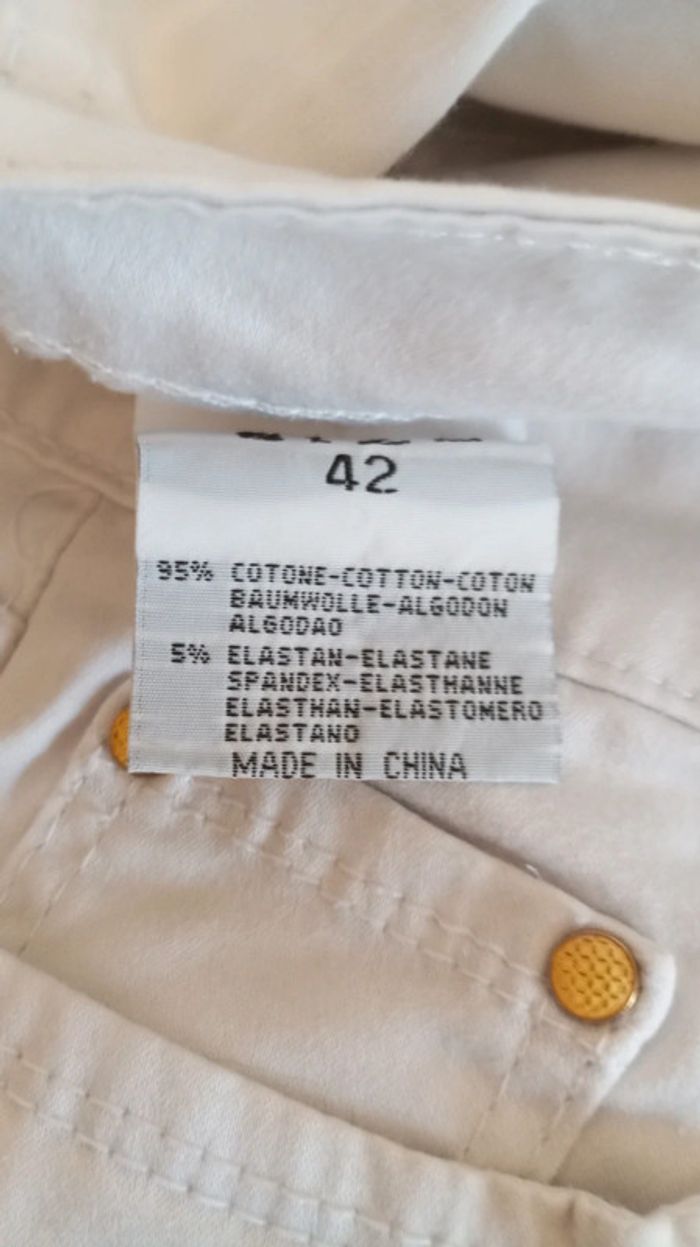 42
95% COTONE-COTTON-COTON
BAUMWOLLE-ALGODON
ALGODAO
5% ELASTAN-ELASTANE
SPANDEX-ELASTHANNE
ELASTHAN-ELASTOMERO
ELASTANO
MADE IN CHINA